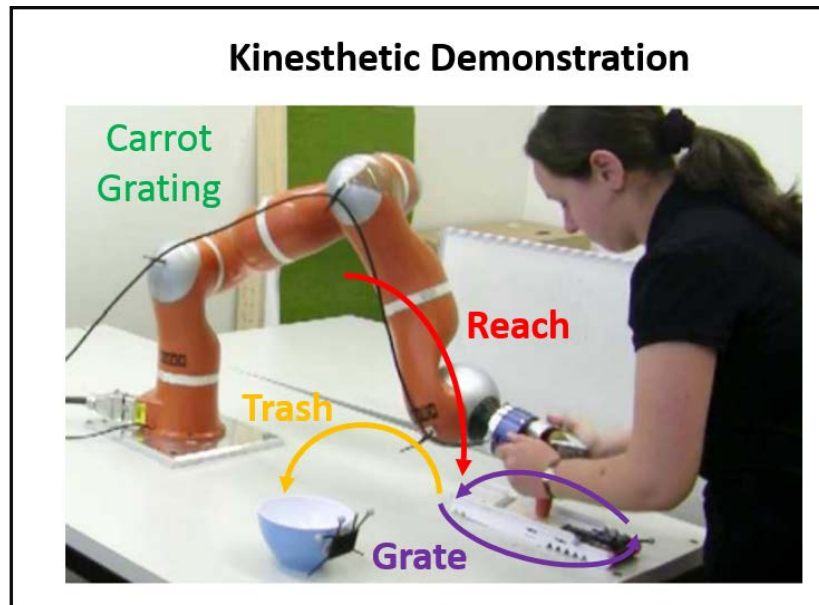 Kinesthetic Demonstration
Carrot
Grating
Reach
Trash
Grate